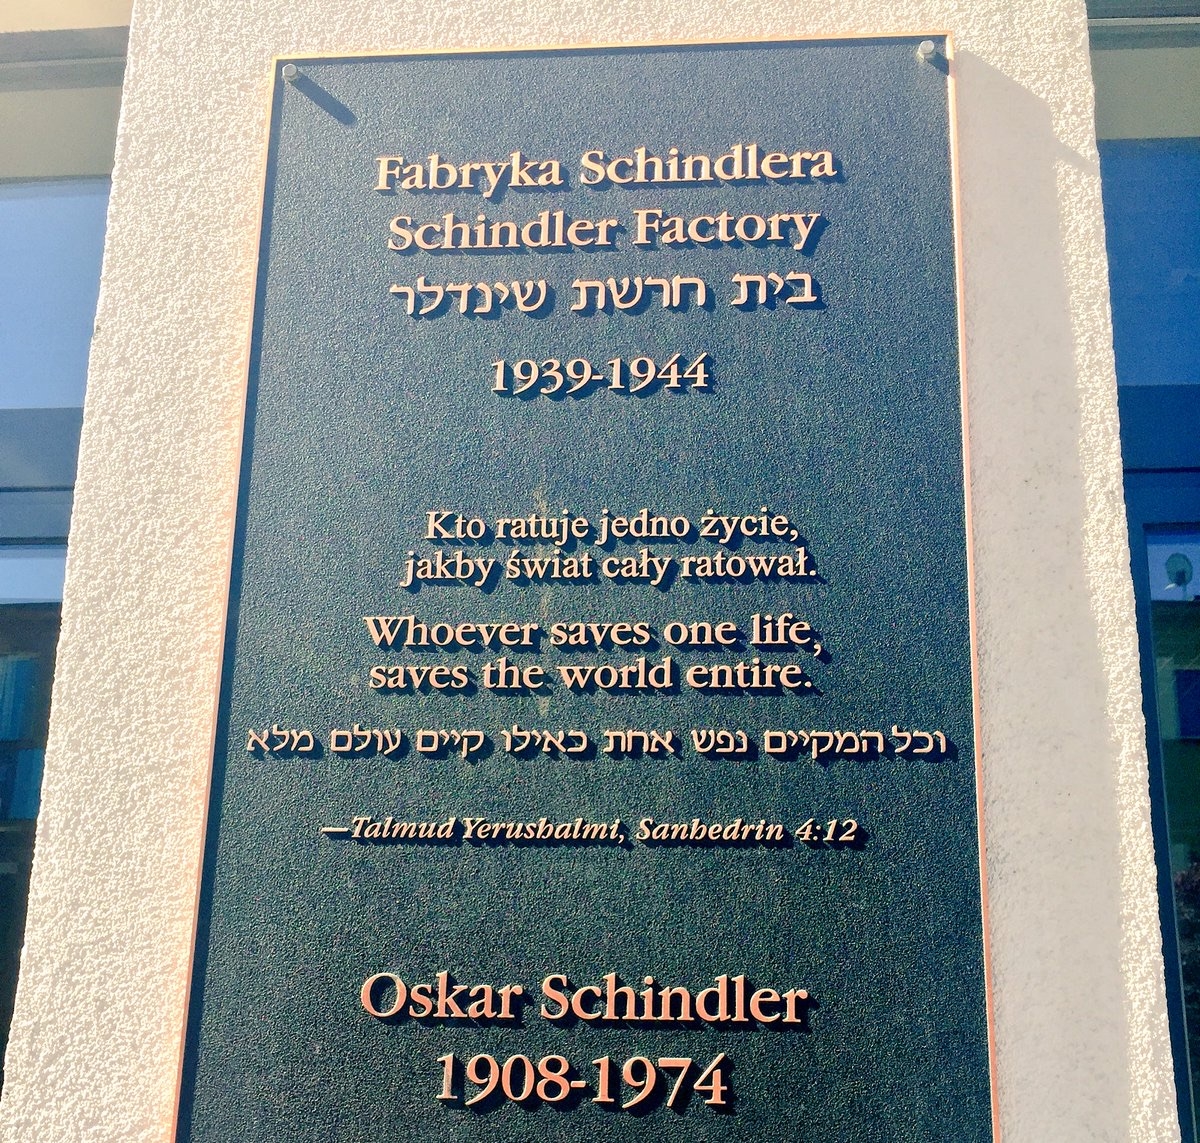 Fabryka Schindlera
Schindler Factory
בית חרשת שינדלר
1939-1944
Kto ratuje jedno życie,
jakby świat cały ratował.
Whoever saves one life,
saves the world entire.
וכל המקיים נפש אחת כאילו קיים עולם מלא
—Talmud Yerushalmi, Sanhedrin 4:12
Oskar Schindler
1908-1974